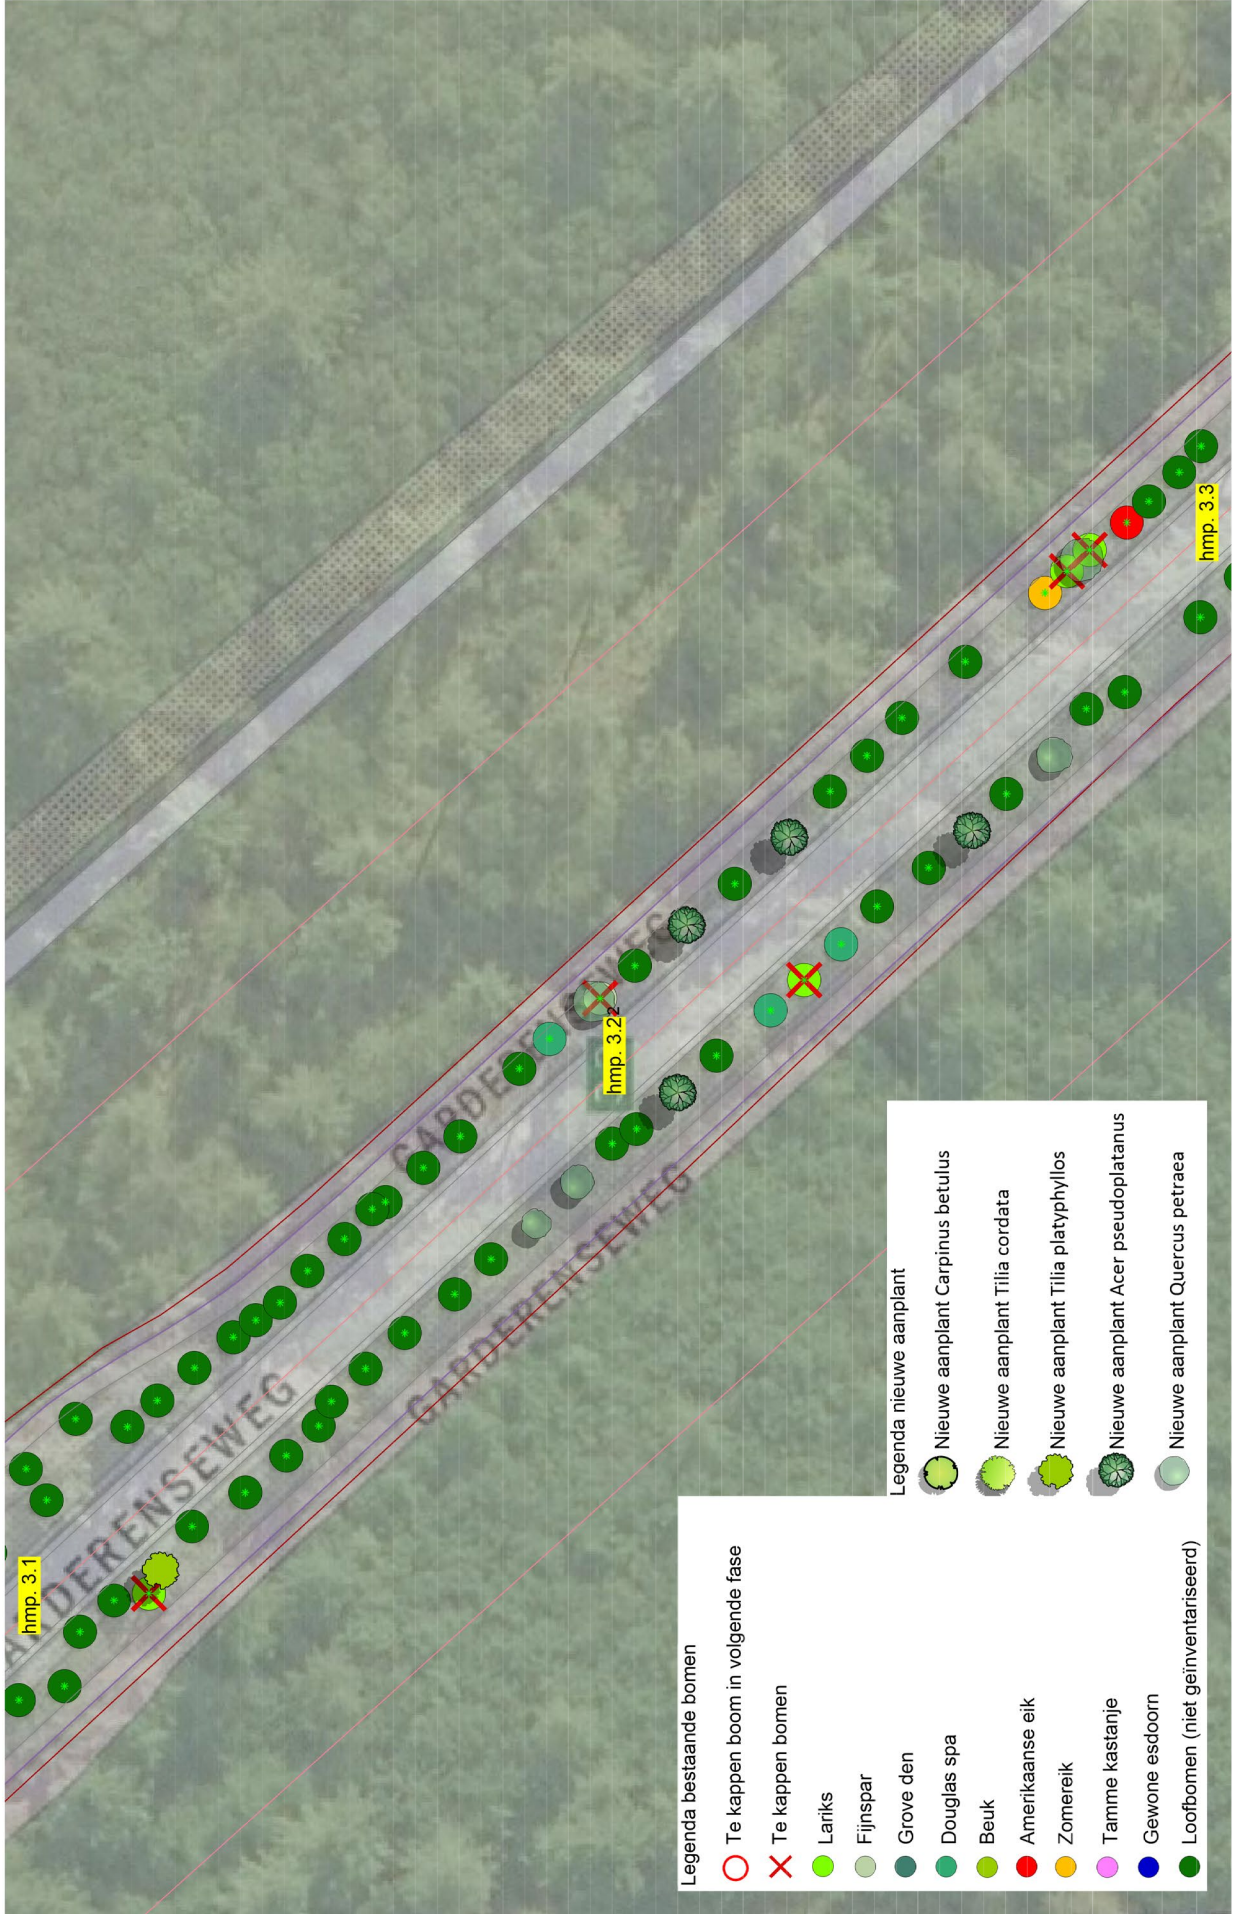 hmp. 3.1
ANDERENSEWEG
GARDERENSEWEG
GARDERENSEWEG
hmp. 3.2
2
hmp. 3.3
Legenda bestaande bomen
Te kappen boom in volgende fase
Te kappen bomen
Lariks
Fijnspar
Grove den
Douglas spa
Beuk
Amerikaanse eik
Zomereik
Tamme kastanje
Gewone esdoorn
Loofbomen (niet geïnventariseerd)
Legenda nieuwe aanplant
Nieuwe aanplant Carpinus betulus
Nieuwe aanplant Tilia cordata
Nieuwe aanplant Tilia platyphyllos
Nieuwe aanplant Acer pseudoplatanus
Nieuwe aanplant Quercus petraea